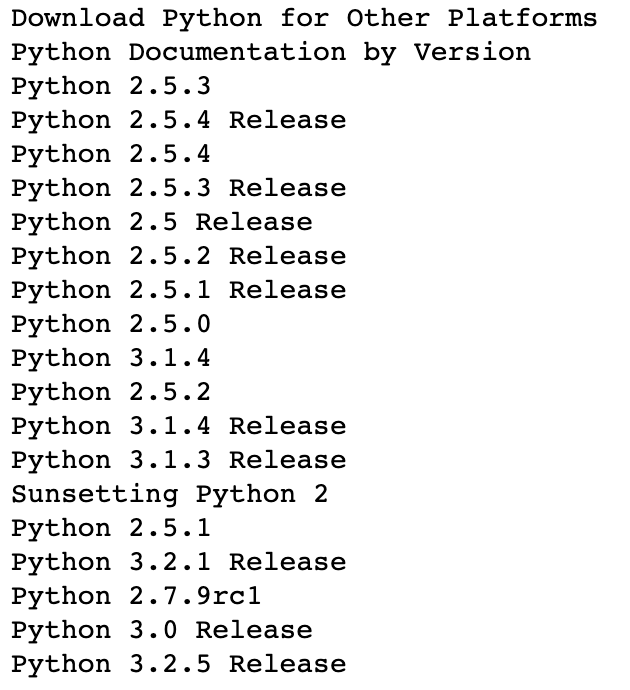 Download Python for Other Platforms
Python Documentation by Version
Python 2.5.3
Python 2.5.4 Release
Python 2.5.4
Python 2.5.3 Release
Python 2.5 Release
Python 2.5.2 Release
Python 2.5.1 Release
Python 2.5.0
Python 3.1.4
Python 2.5.2
Python 3.1.4 Release
Python 3.1.3 Release
Sunsetting Python 2
Python 2.5.1
Python 3.2.1 Release
Python 2.7.9rc1
Python 3.0 Release
Python 3.2.5 Release